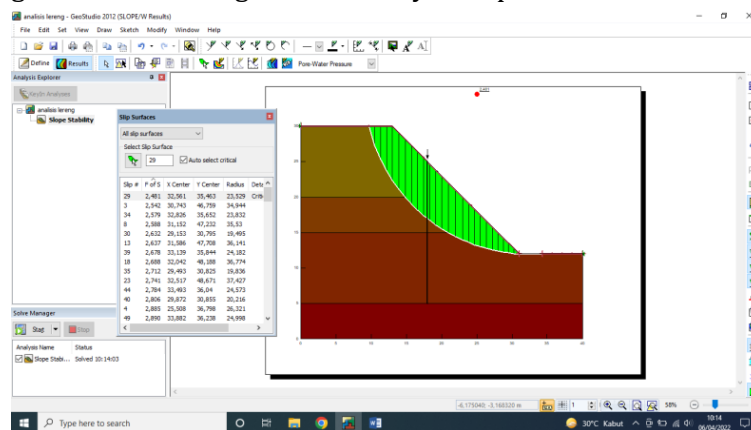 analisis lereng - GeoStudio 2012 (SLOPE/W Results)
File Edit Set View Draw Sketch Modify Window Help
Define Results Pore-Water Pressure
Analysis Explorer
KeyIn Analyses
analisis lereng
Slope Stability
Slip Surfaces
All slip surfaces
Select Slip Surface
29 Auto select critical
Slip # F of S X Center Y Center Radius
29 2,481 32,561 35,463 23,529
3 2,542 30,743 46,759 34,944
34 2,579 32,826 35,652 23,832
8 2,588 31,152 47,232 35,53
30 2,632 29,153 30,795 19,495
13 2,637 31,586 47,708 36,141
39 2,678 33,139 35,844 24,182
18 2,688 32,042 48,188 36,774
35 2,712 29,493 30,825 19,836
23 2,741 32,517 48,671 37,427
44 2,784 33,493 36,04 24,573
40 2,806 29,872 30,855 20,216
4 2,885 25,508 36,798 26,321
49 2,890 33,882 36,238 24,998
Solve Manager
Start Stop
Analysis Name Status
Slope Stabi... Solved 10:14:03
58%
Type here to search
30°C Kabut
10:14
06/04/2022